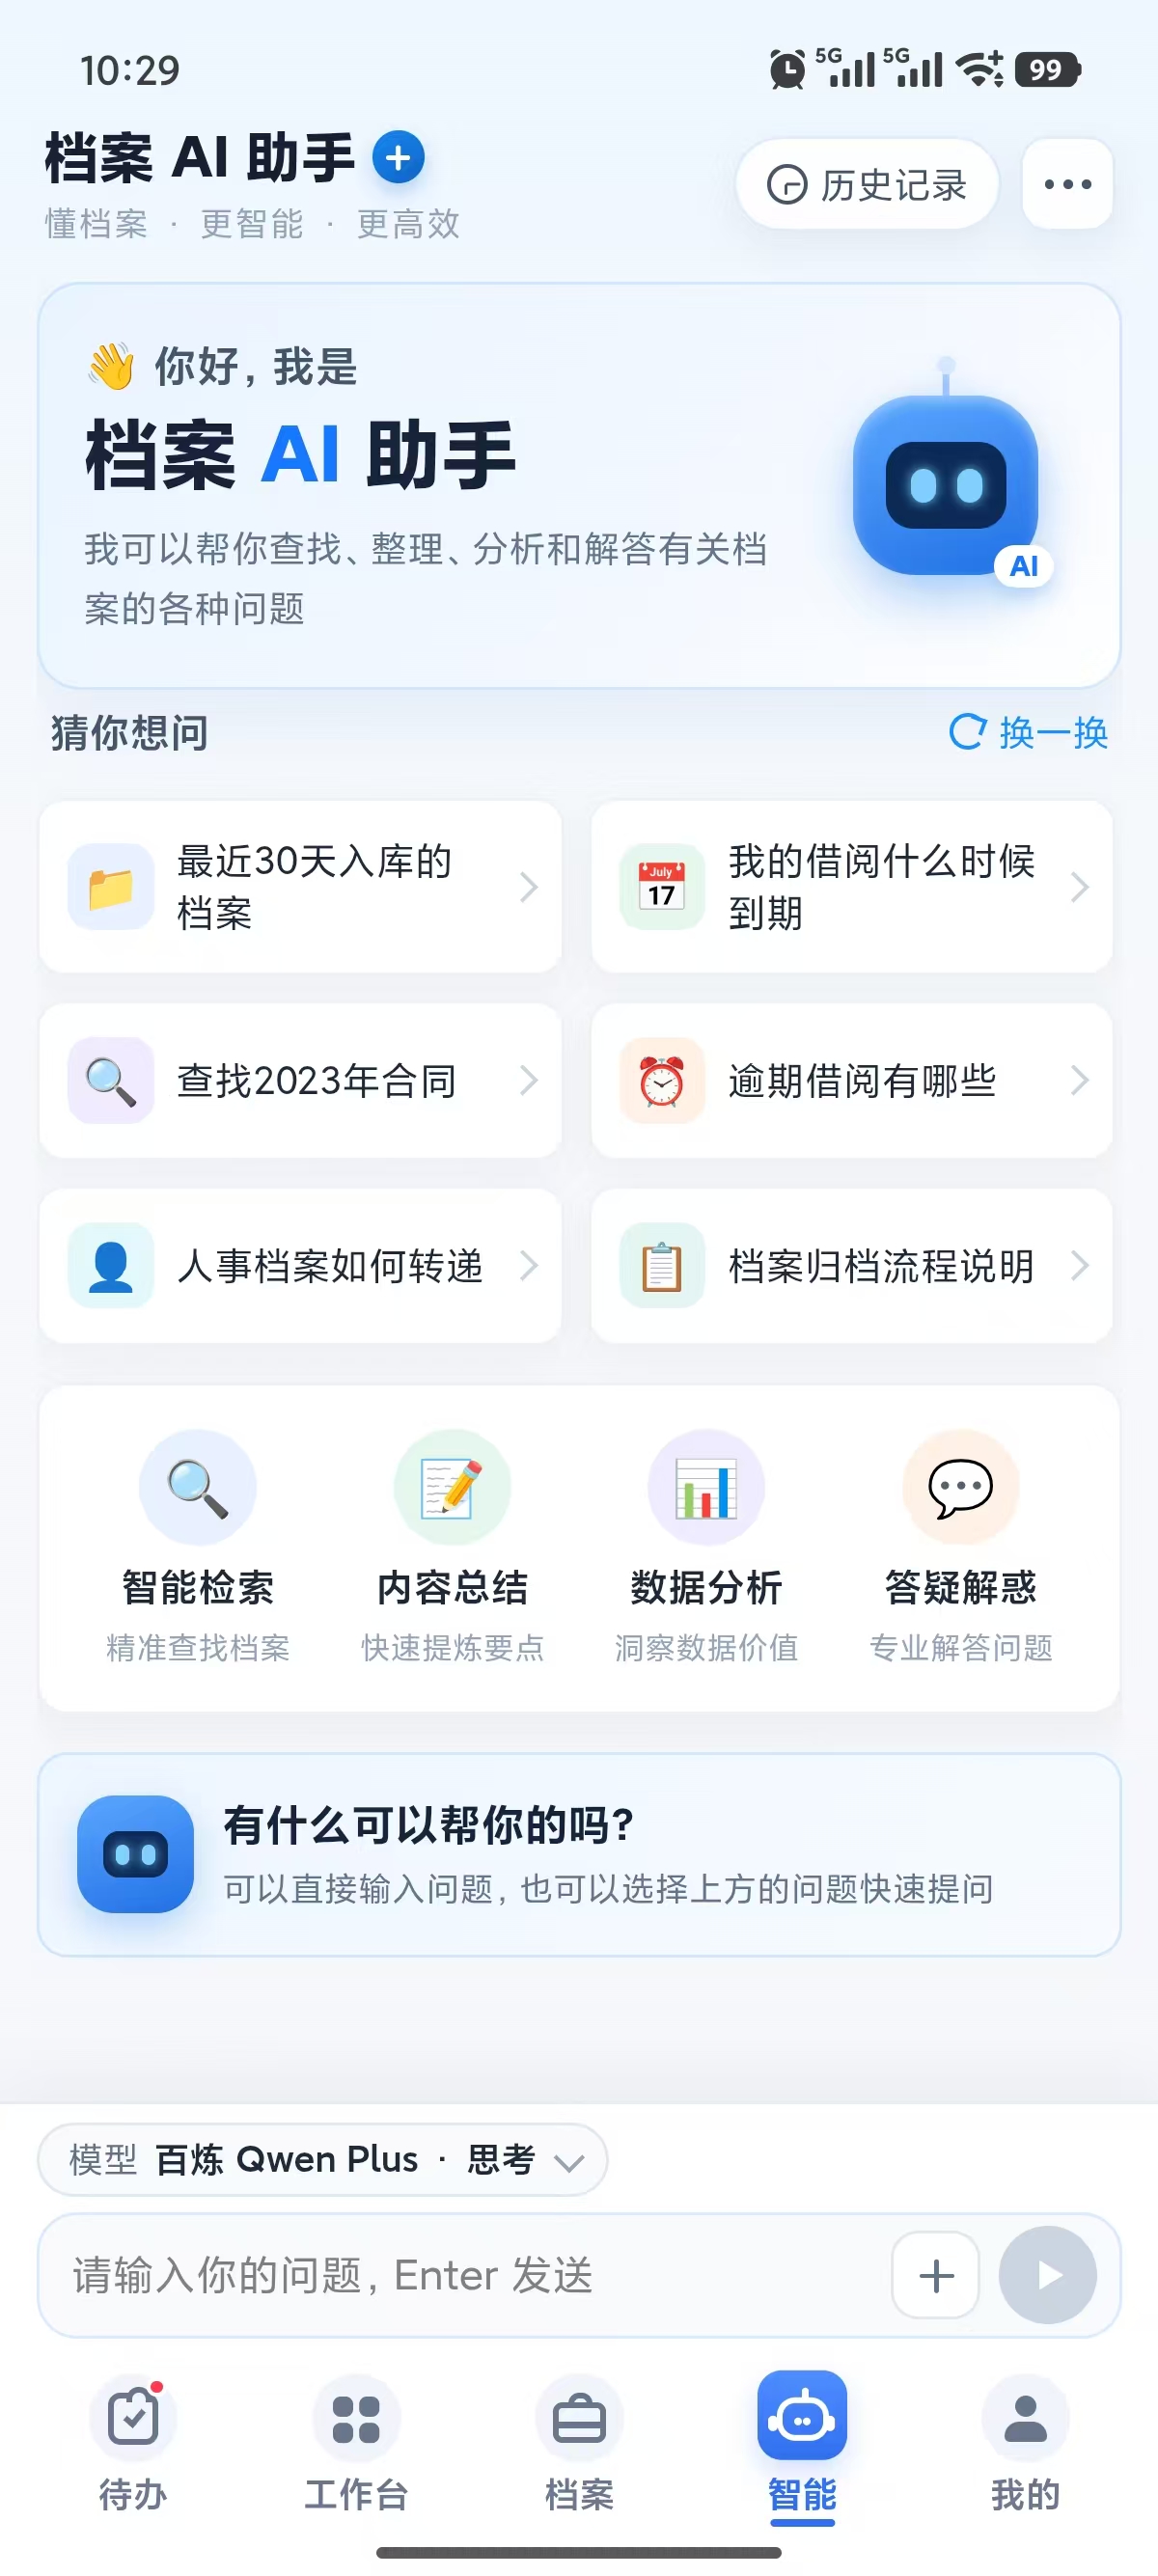 10:29
5G 5G 99
档案 AI 助手
懂档案 · 更智能 · 更高效
历史记录
👋 你好，我是
档案 AI 助手
我可以帮你查找、整理、分析和解答有关档
案的各种问题
AI
猜你想问
换一换
最近30天入库的
档案
July
17
我的借阅什么时候
到期
查找2023年合同
逾期借阅有哪些
人事档案如何转递
档案归档流程说明
智能检索
精准查找档案
内容总结
快速提炼要点
数据分析
洞察数据价值
答疑解惑
专业解答问题
有什么可以帮你的吗？
可以直接输入问题，也可以选择上方的问题快速提问
模型 百炼 Qwen Plus · 思考
请输入你的问题，Enter 发送
待办
工作台
档案
智能
我的